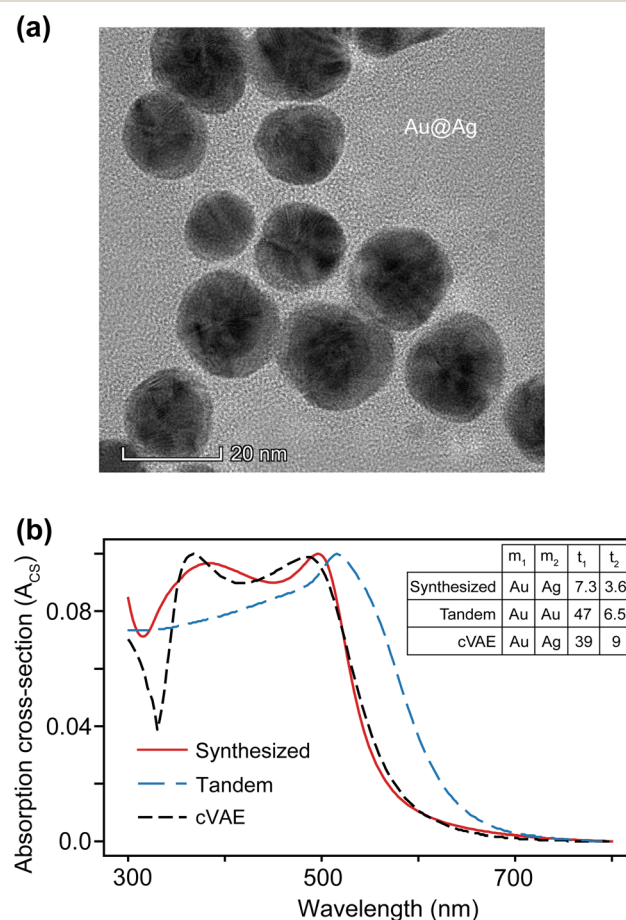 (a)
Au@Ag
20 nm
(b)
Absorption cross-section (A_CS)
0.08
0.04
0.0
300
500
700
Wavelength (nm)
Synthesized
Tandem
cVAE
m₁ m₂ t₁ t₂
Synthesized Au Ag 7.3 3.6
Tandem Au Au 47 6.5
cVAE Au Ag 39 9